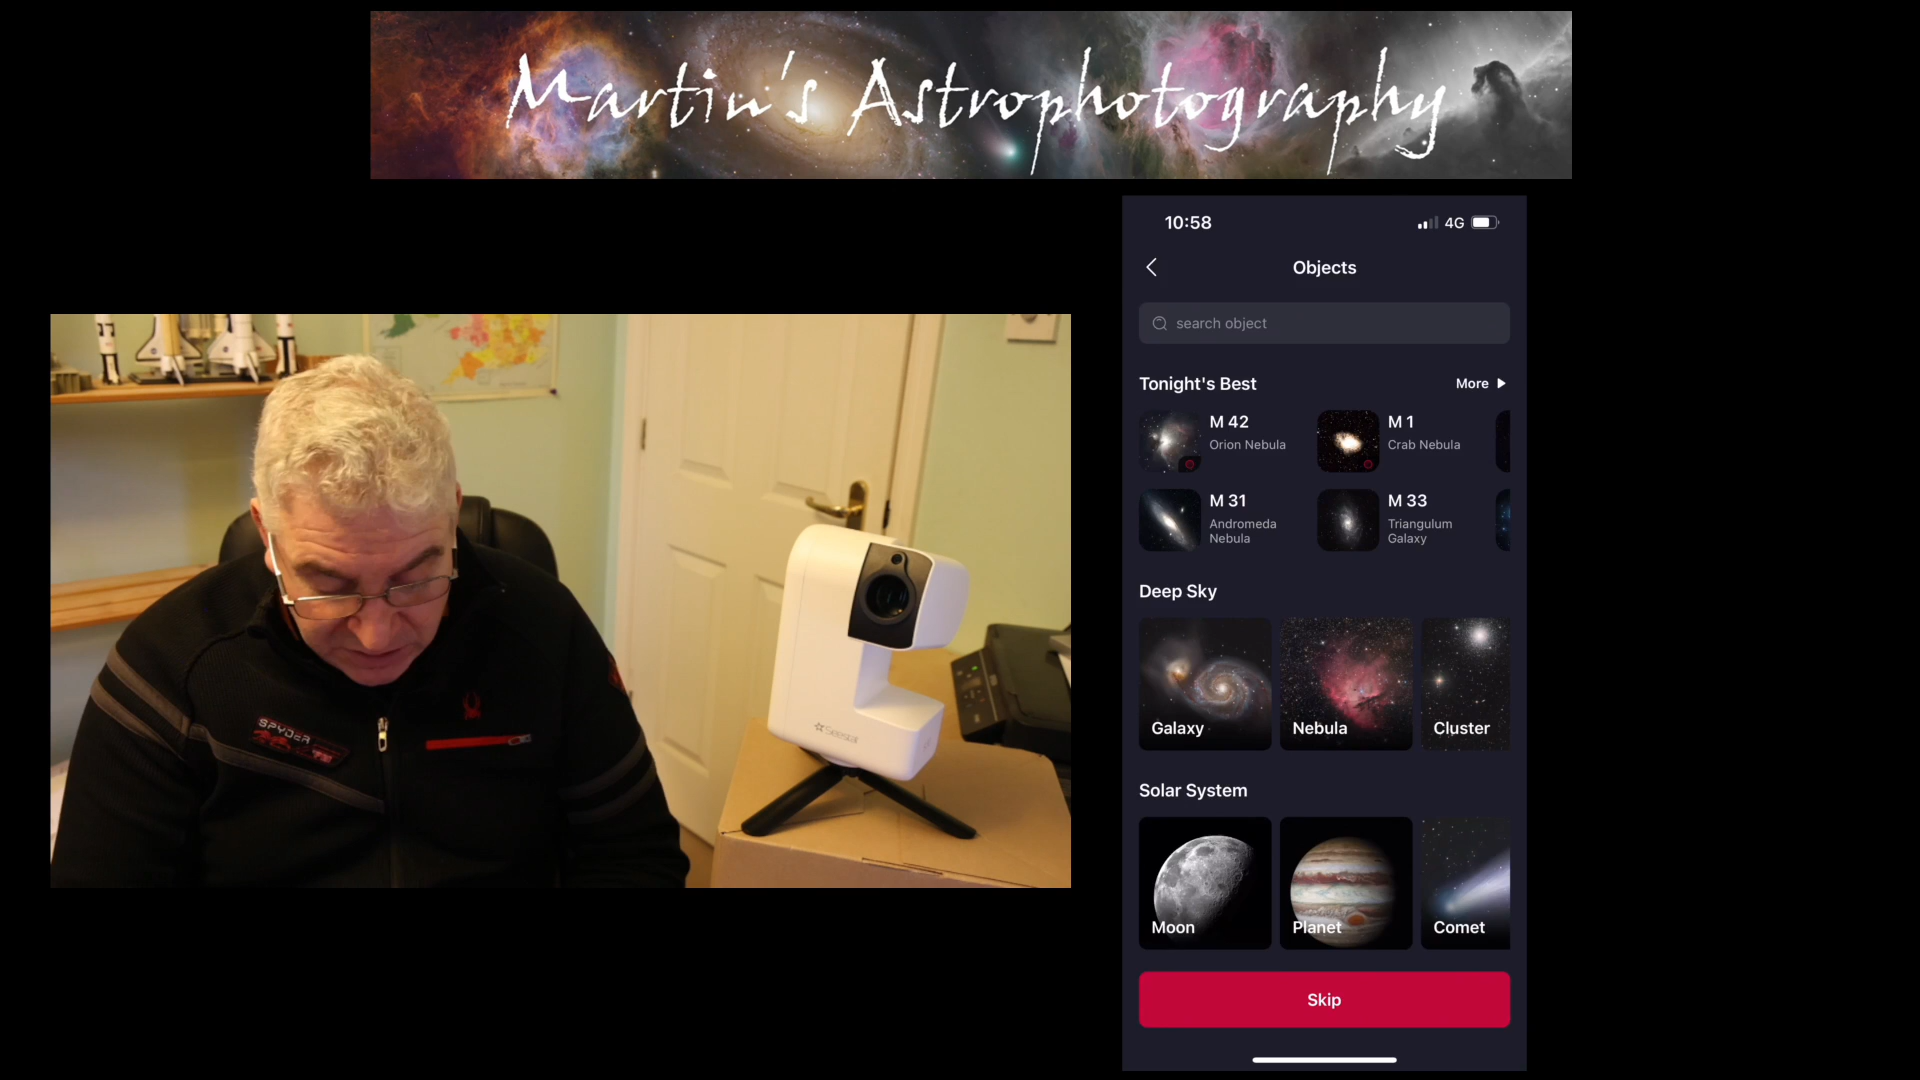 Martin's Astrophotography
10:58
4G
Objects
search object
Tonight's Best
More
M 42
Orion Nebula
M 1
Crab Nebula
M 31
Andromeda
Nebula
M 33
Triangulum
Galaxy
Deep Sky
Galaxy
Nebula
Cluster
Solar System
Moon
Planet
Comet
Skip
SPYDER
Seestar